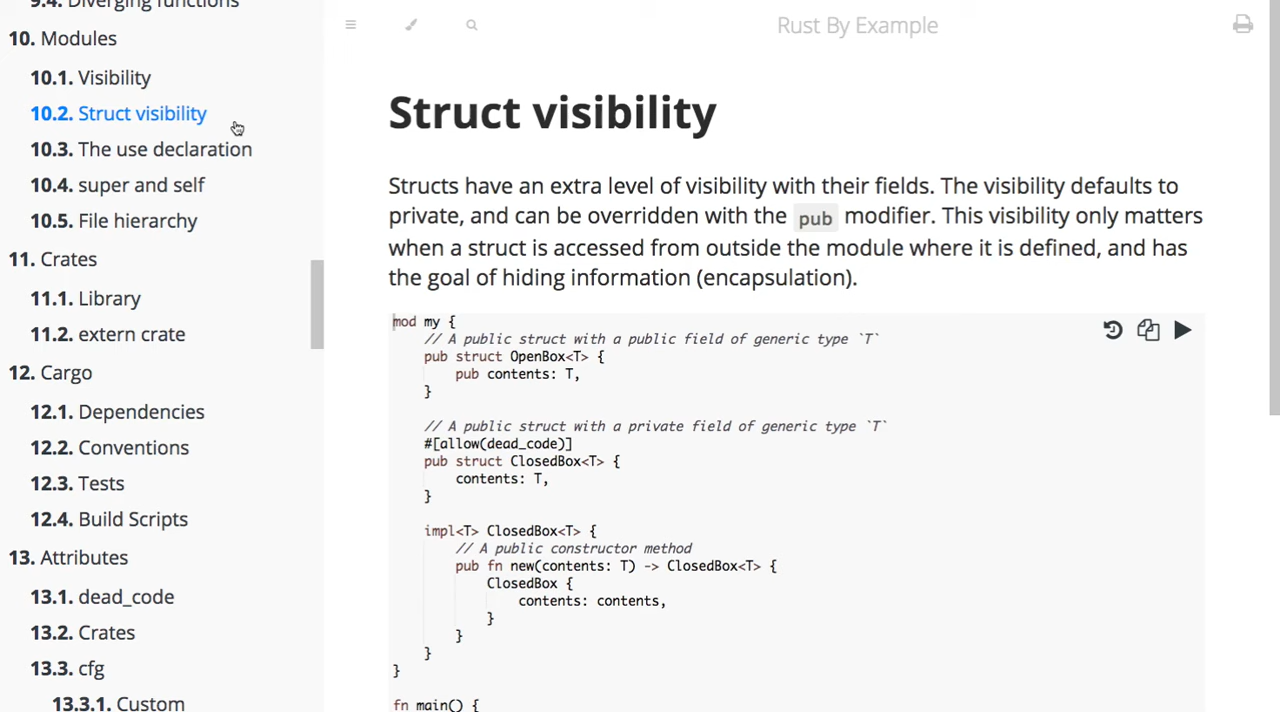 9.4. Diverging functions
10. Modules
10.1. Visibility
10.2. Struct visibility
10.3. The use declaration
10.4. super and self
10.5. File hierarchy
11. Crates
11.1. Library
11.2. extern crate
12. Cargo
12.1. Dependencies
12.2. Conventions
12.3. Tests
12.4. Build Scripts
13. Attributes
13.1. dead_code
13.2. Crates
13.3. cfg
13.3.1. Custom
Rust By Example
Struct visibility
Structs have an extra level of visibility with their fields. The visibility defaults to
private, and can be overridden with the pub modifier. This visibility only matters
when a struct is accessed from outside the module where it is defined, and has
the goal of hiding information (encapsulation).
mod my {
    // A public struct with a public field of generic type `T`
    pub struct OpenBox<T> {
        pub contents: T,
    }
    // A public struct with a private field of generic type `T`
    #[allow(dead_code)]
    pub struct ClosedBox<T> {
        contents: T,
    }
    impl<T> ClosedBox<T> {
        // A public constructor method
        pub fn new(contents: T) -> ClosedBox<T> {
            ClosedBox {
                contents: contents,
            }
        }
    }
}
fn main() {